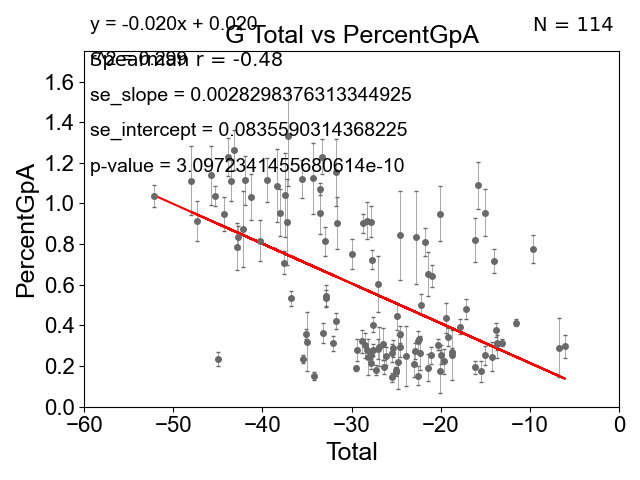 y = -0.020x + 0.020
N = 114
G Total vs PercentGpA
Spearman r = -0.48
se_slope = 0.0028298376313344925
se_intercept = 0.0835590314368225
p-value = 3.0972341455680614e-10
1.6
1.4
1.2
1.0
0.8
0.6
0.4
0.2
0.0
PercentGpA
−60 −50 −40 −30 −20 −10 0
Total